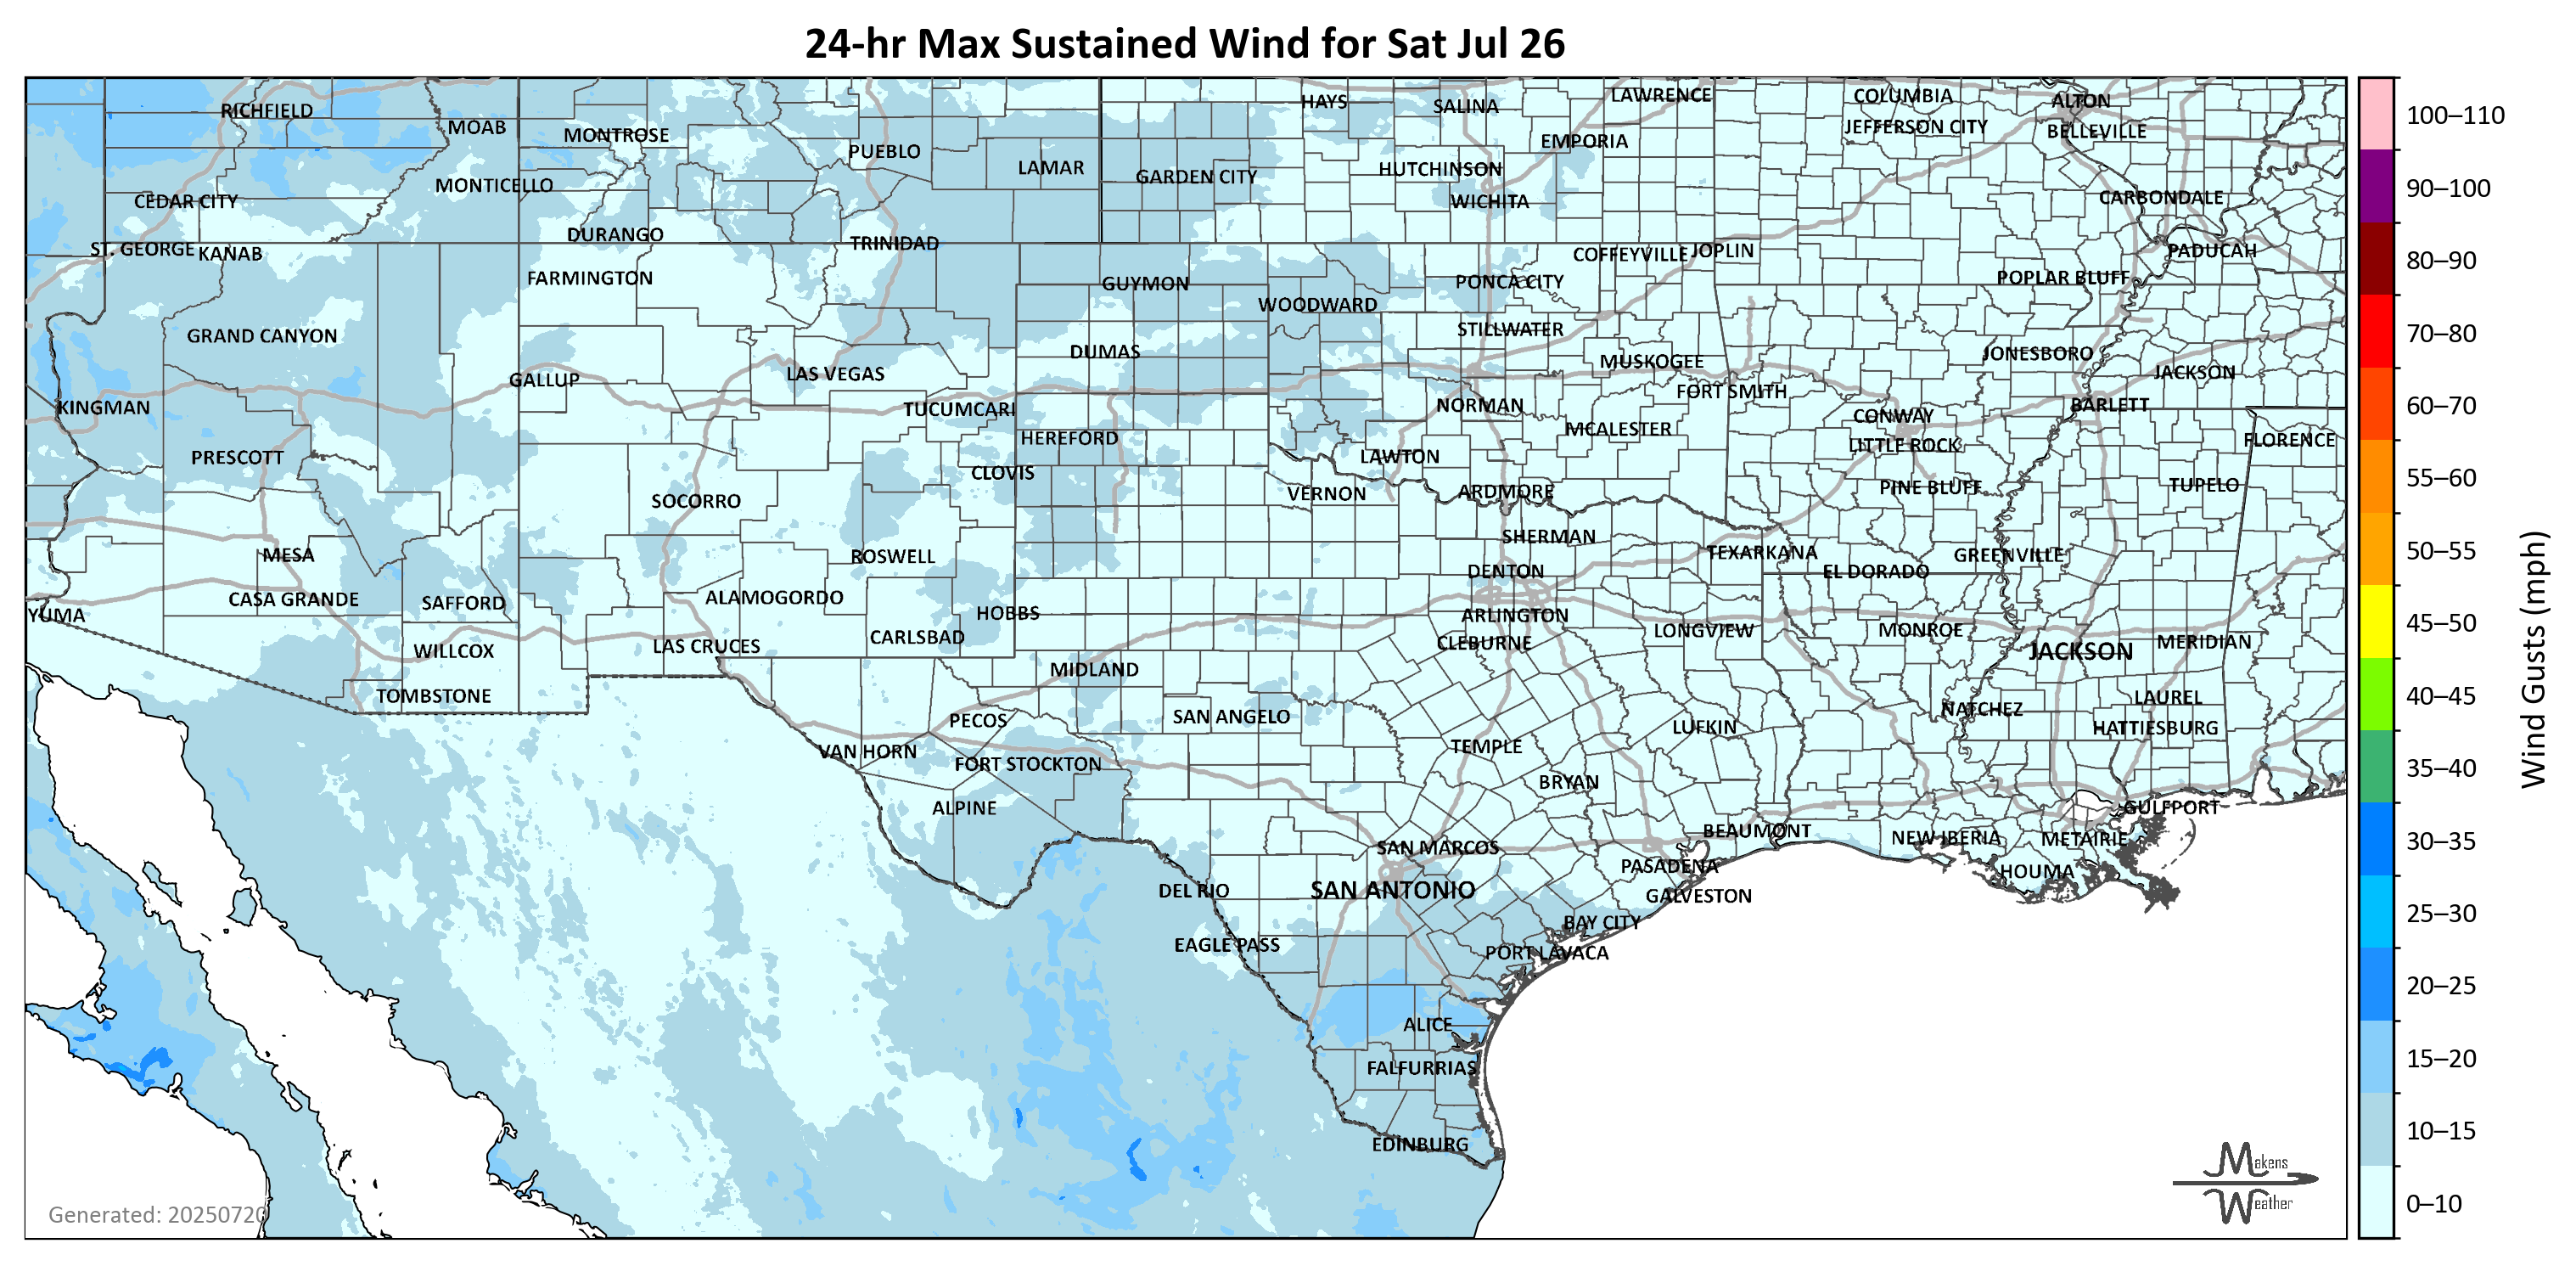 24-hr Max Sustained Wind for Sat Jul 26
RICHFIELD
MOAB
MONTROSE
PUEBLO
LAMAR
GARDEN CITY
HAYS
SALINA
LAWRENCE
EMPORIA
HUTCHINSON
WICHITA
COLUMBIA
JEFFERSON CITY
ALTON
BELLEVILLE
CARBONDALE
CEDAR CITY
MONTICELLO
DURANGO
TRINIDAD
ST. GEORGE
KANAB
FARMINGTON
GUYMON
WOODWARD
PONCA CITY
COFFEYVILLE
JOPLIN
POPLAR BLUFF
PADUCAH
GRAND CANYON
DUMAS
STILLWATER
MUSKOGEE
JONESBORO
JACKSON
KINGMAN
GALLUP
LAS VEGAS
TUCUMCARI
HEREFORD
NORMAN
MCALESTER
FORT SMITH
CONWAY
LITTLE ROCK
BARLETT
FLORENCE
PRESCOTT
SOCORRO
CLOVIS
VERNON
LAWTON
ARDMORE
PINE BLUFF
TUPELO
MESA
ROSWELL
SHERMAN
DENTON
TEXARKANA
EL DORADO
GREENVILLE
YUMA
CASA GRANDE
SAFFORD
ALAMOGORDO
HOBBS
ARLINGTON
CLEBURNE
LONGVIEW
MONROE
JACKSON
MERIDIAN
WILLCOX
LAS CRUCES
CARLSBAD
MIDLAND
TOMBSTONE
PECOS
SAN ANGELO
TEMPLE
LUFKIN
NATCHEZ
LAUREL
HATTIESBURG
VAN HORN
FORT STOCKTON
ALPINE
BRYAN
BEAUMONT
NEW IBERIA
METAIRIE
GULFPORT
SAN MARCOS
PASADENA
HOUMA
DEL RIO
SAN ANTONIO
GALVESTON
BAY CITY
EAGLE PASS
PORT LAVACA
ALICE
FALFURRIAS
EDINBURG
Generated: 20250720
Makens
Weather
100–110
90–100
80–90
70–80
60–70
55–60
50–55
45–50
40–45
35–40
30–35
25–30
20–25
15–20
10–15
0–10
Wind Gusts (mph)